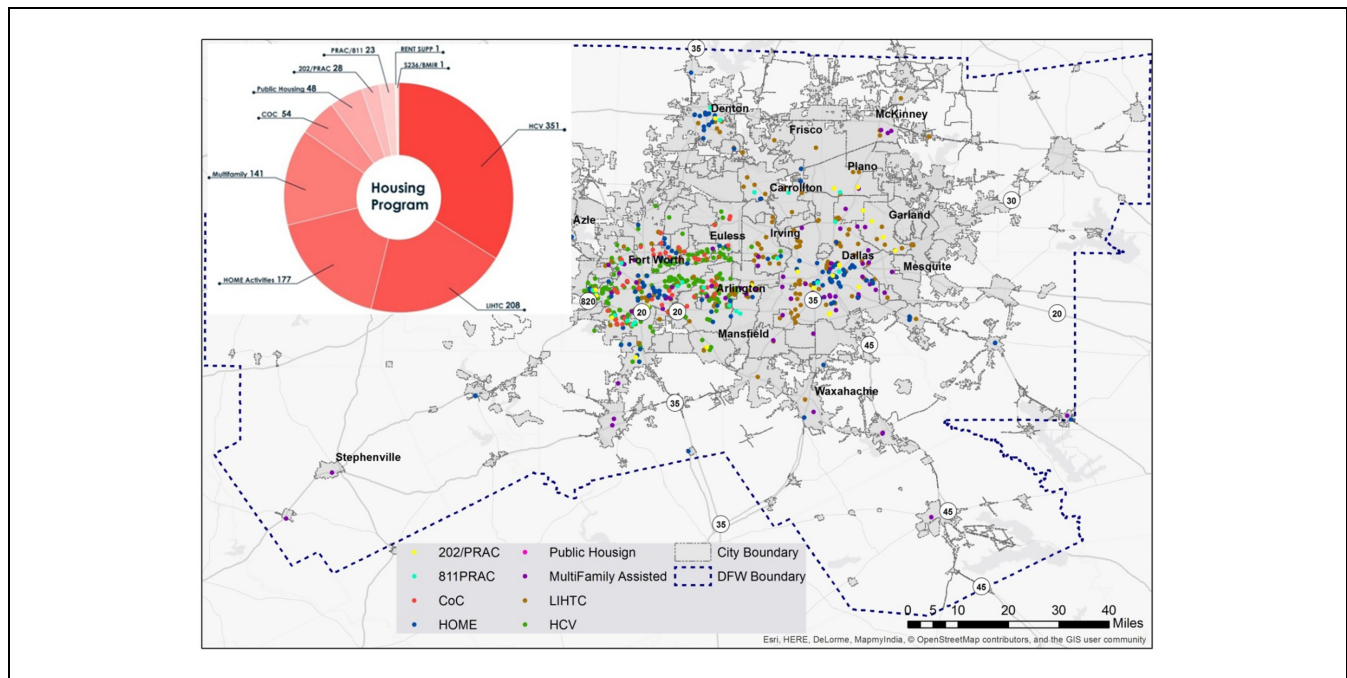 PRAC/811 23
RENT SUPP 1
S236/BMIR 1
202/PRAC 28
Public Housing 48
COC 54
HCV 351
Multifamily 141
Housing
Program
HOME Activities 177
LIHTC 208
35
Denton
McKinney
Frisco
Plano
Carrollton
30
Azle
Euless
Irving
Garland
Fort Worth
Dallas
Mesquite
820
Arlington
35
20
20
20
Mansfield
45
Waxahachie
35
Stephenville
45
35
45
202/PRAC
Public Housign
City Boundary
811PRAC
MultiFamily Assisted
DFW Boundary
CoC
LIHTC
HOME
HCV
0 5 10 20 30 40
Miles
Esri, HERE, DeLorme, MapmyIndia, © OpenStreetMap contributors, and the GIS user community